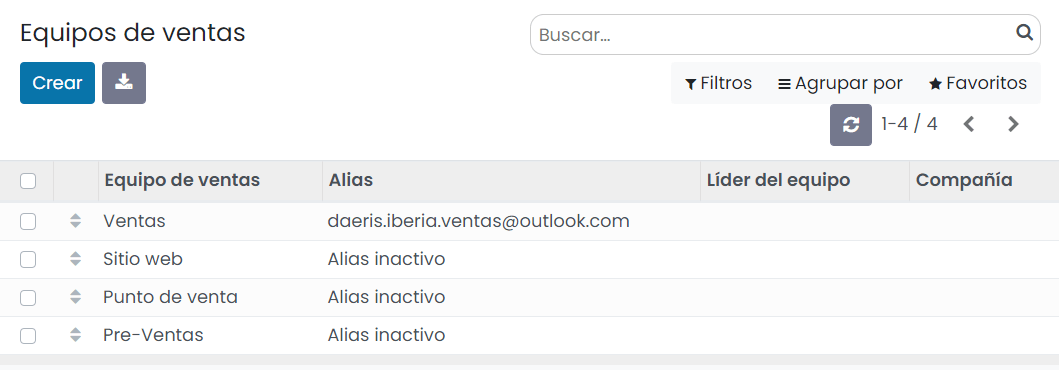 Equipos de ventas
Buscar...
Crear
Filtros Agrupar por Favoritos
1-4 / 4
Equipo de ventas Alias Líder del equipo Compañía
Ventas daeris.iberia.ventas@outlook.com
Sitio web Alias inactivo
Punto de venta Alias inactivo
Pre-Ventas Alias inactivo